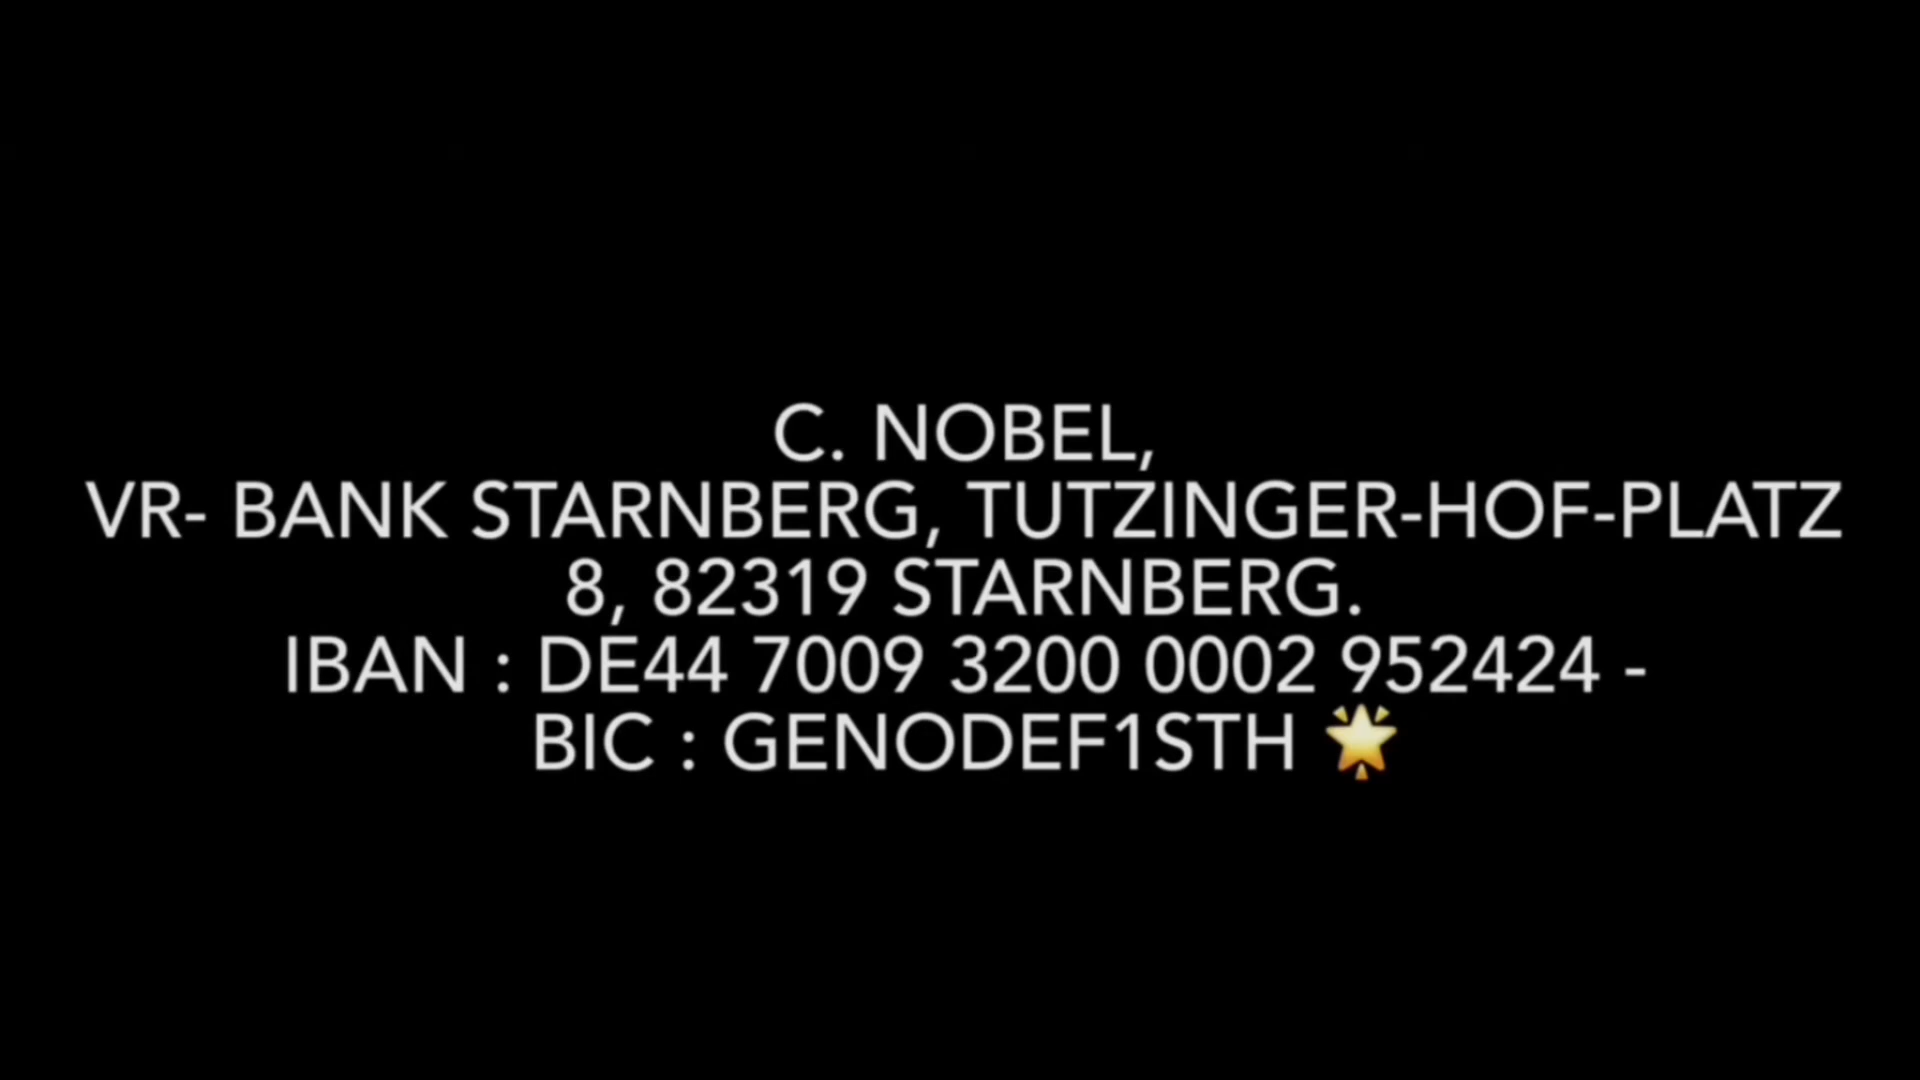 C. NOBEL,
VR- BANK STARNBERG, TUTZINGER-HOF-PLATZ
8, 82319 STARNBERG.
IBAN : DE44 7009 3200 0002 952424 -
BIC : GENODEF1STH 🌟